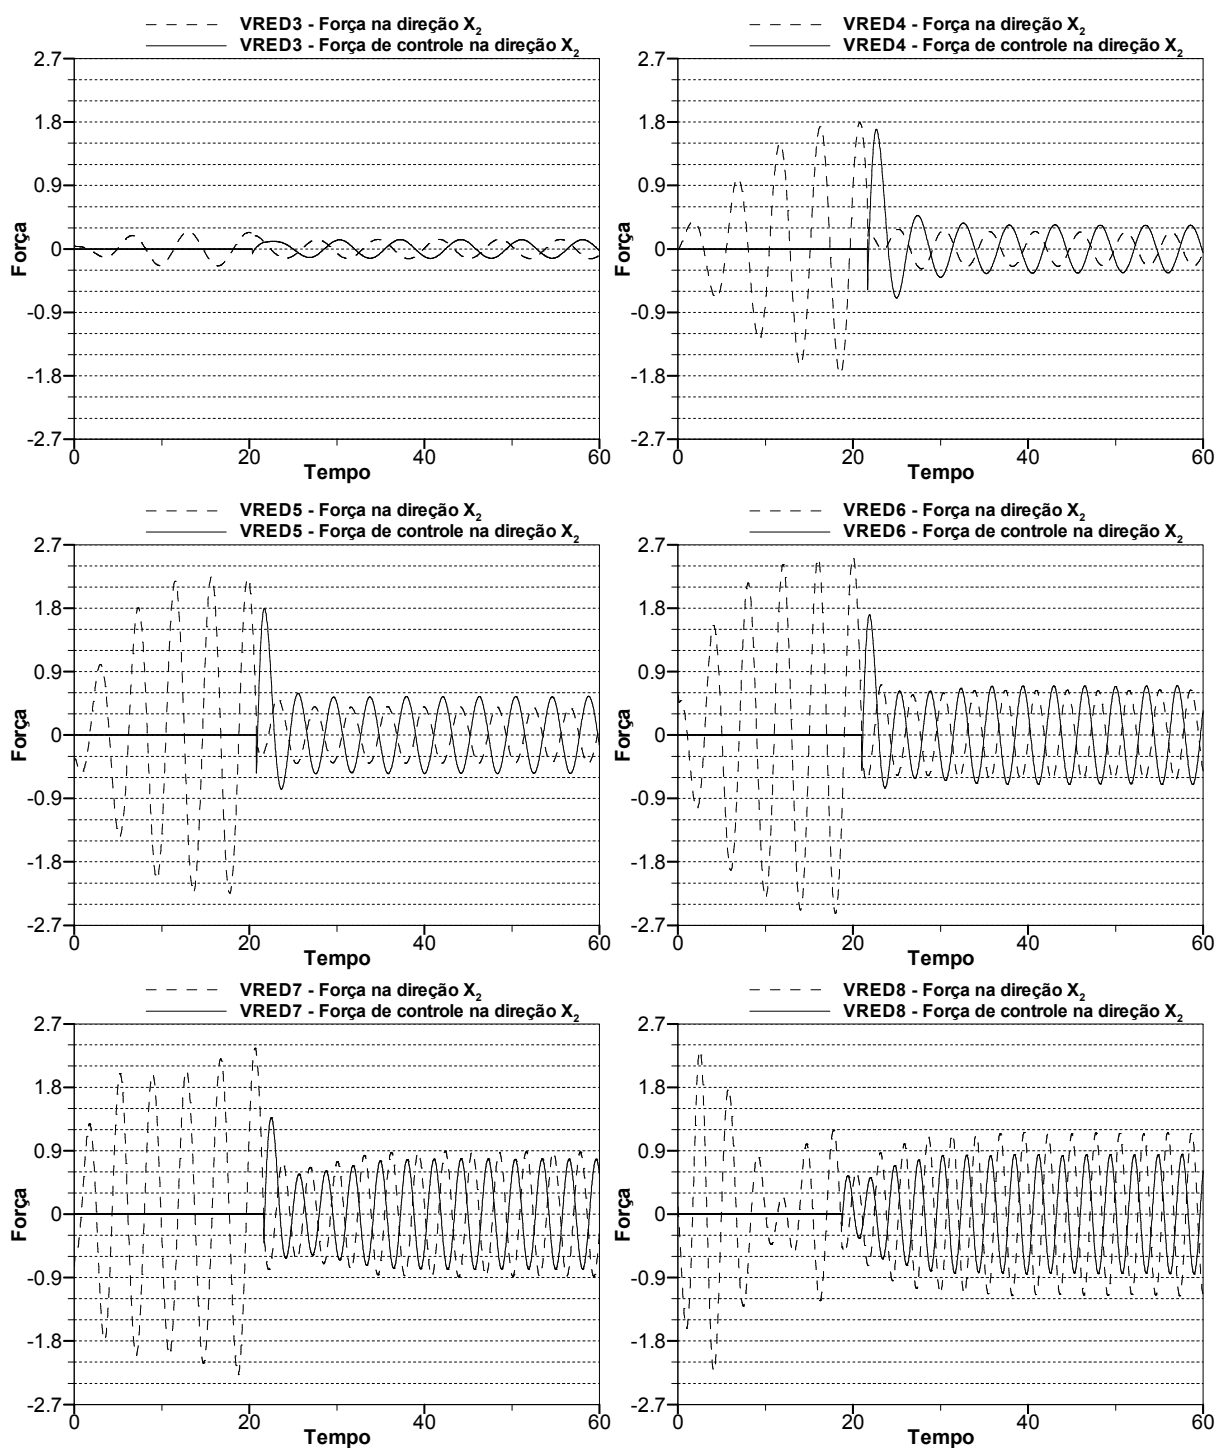 VRED3 - Força na direção X₂
VRED3 - Força de controle na direção X₂
2.7
1.8
0.9
0
-0.9
-1.8
-2.7
Força
0 20 40 60
Tempo
VRED4 - Força na direção X₂
VRED4 - Força de controle na direção X₂
2.7
1.8
0.9
0
-0.9
-1.8
-2.7
Força
0 20 40 60
Tempo
VRED5 - Força na direção X₂
VRED5 - Força de controle na direção X₂
2.7
1.8
0.9
0
-0.9
-1.8
-2.7
Força
0 20 40 60
Tempo
VRED6 - Força na direção X₂
VRED6 - Força de controle na direção X₂
2.7
1.8
0.9
0
-0.9
-1.8
-2.7
Força
0 20 40 60
Tempo
VRED7 - Força na direção X₂
VRED7 - Força de controle na direção X₂
2.7
1.8
0.9
0
-0.9
-1.8
-2.7
Força
0 20 40 60
Tempo
VRED8 - Força na direção X₂
VRED8 - Força de controle na direção X₂
2.7
1.8
0.9
0
-0.9
-1.8
-2.7
Força
0 20 40 60
Tempo